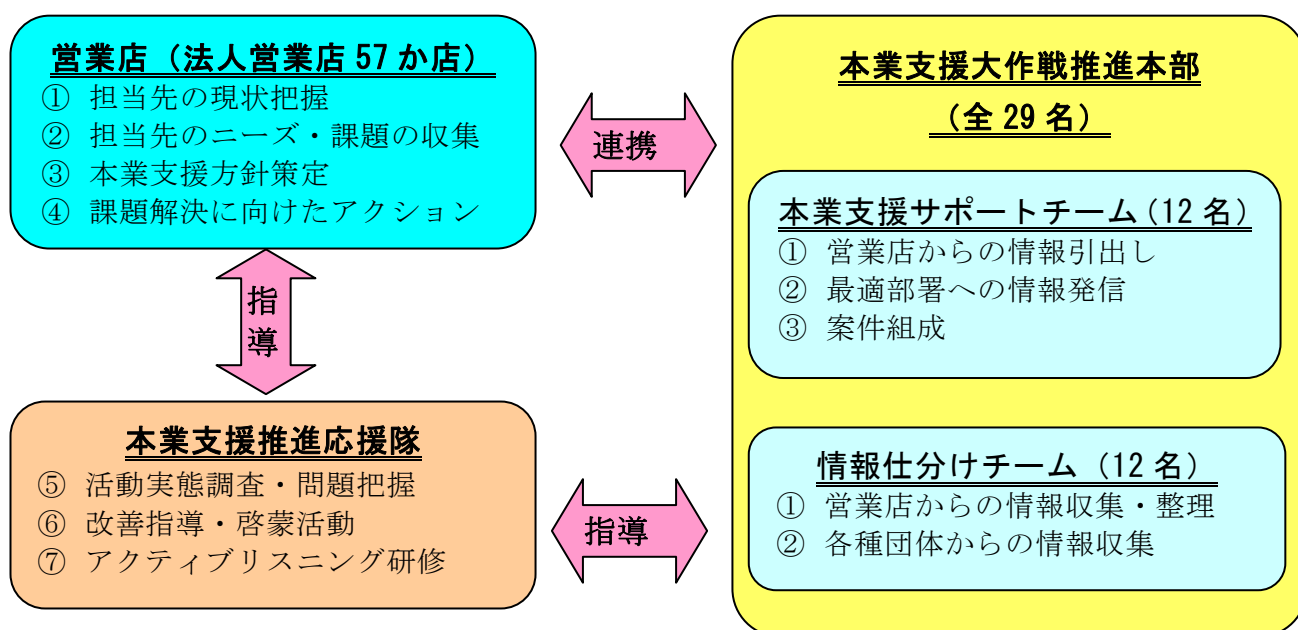 営業店（法人営業店 57 か店）
① 担当先の現状把握
② 担当先のニーズ・課題の収集
③ 本業支援方針策定
④ 課題解決に向けたアクション
連携
本業支援大作戦推進本部
（全 29 名）
本業支援サポートチーム（12 名）
① 営業店からの情報引出し
② 最適部署への情報発信
③ 案件組成
指導
本業支援推進応援隊
⑤ 活動実態調査・問題把握
⑥ 改善指導・啓蒙活動
⑦ アクティブリスニング研修
指導
情報仕分けチーム（12 名）
① 営業店からの情報収集・整理
② 各種団体からの情報収集